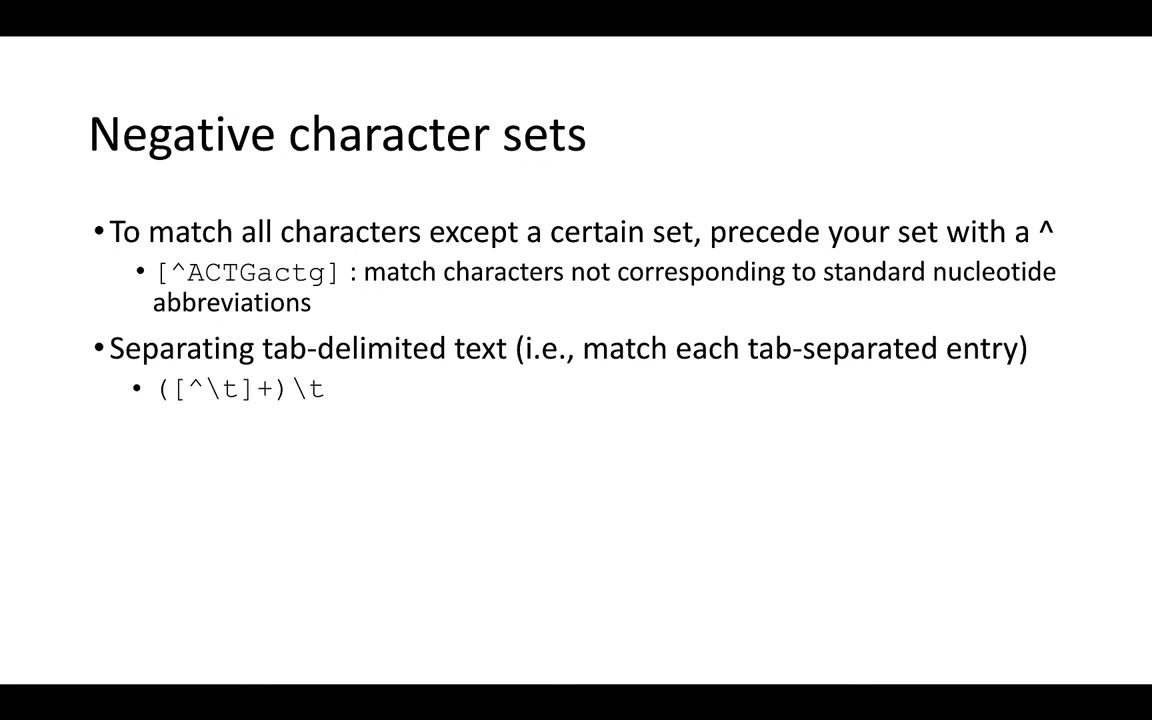 Negative character sets
• To match all characters except a certain set, precede your set with a ^
• [^ACTGactg] : match characters not corresponding to standard nucleotide
abbreviations
• Separating tab-delimited text (i.e., match each tab-separated entry)
• ([^\t]+)\t